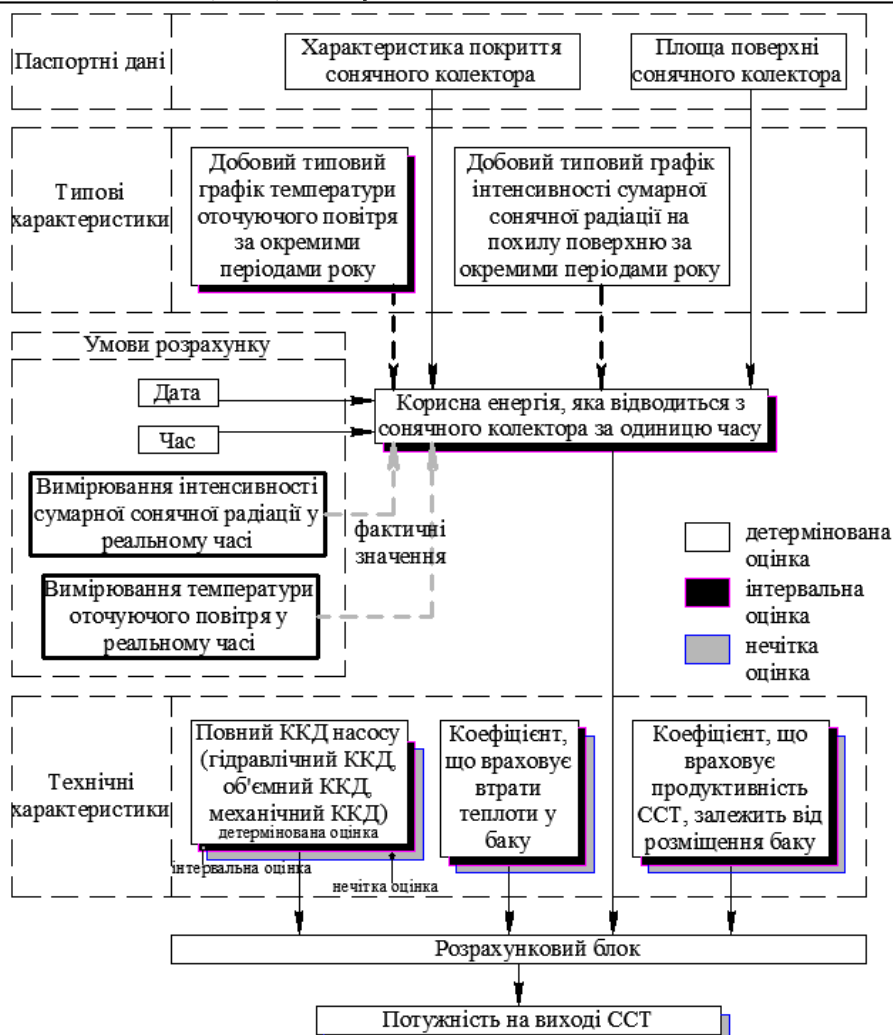 Паспортні дані
Характеристика покриття
сонячного колектора
Площа поверхні
сонячного колектора
Типові
характеристики
Добовий типовий
графік температури
оточуючого повітря
за окремими
періодами року
Добовий типовий графік
інтенсивності сумарної
сонячної радіації на
похилу поверхню за
окремими періодами року
Умови розрахунку
Дата
Час
Корисна енергія, яка відводиться з
сонячного колектора за одиницю часу
Вимірювання інтенсивності
сумарної сонячної радіації у
реальному часі
фактичні
значення
Вимірювання температури
оточуючого повітря у
реальному часі
детермінована
оцінка
інтервальна
оцінка
нечітка
оцінка
Технічні
характеристики
Повний ККД насосу
(гідравлічний ККД,
об'ємний ККД,
механічний ККД)
детермінована оцінка
інтервальна оцінка
нечітка оцінка
Коефіцієнт,
що враховує
втрати
теплоти у
баку
Коефіцієнт, що
враховує
продуктивність
ССТ, залежить від
розміщення баку
Розрахунковий блок
Потужність на виході ССТ